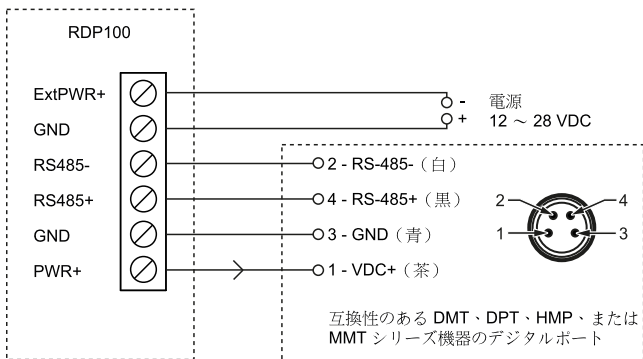 RDP100
ExtPWR+
GND
RS485-
RS485+
GND
PWR+
- 電源
+ 12 ~ 28 VDC
2 - RS-485-（白）
4 - RS-485+（黒）
3 - GND（青）
1 - VDC+（茶）
2 4
1 3
互換性のある DMT、DPT、HMP、または
MMT シリーズ機器のデジタルポート